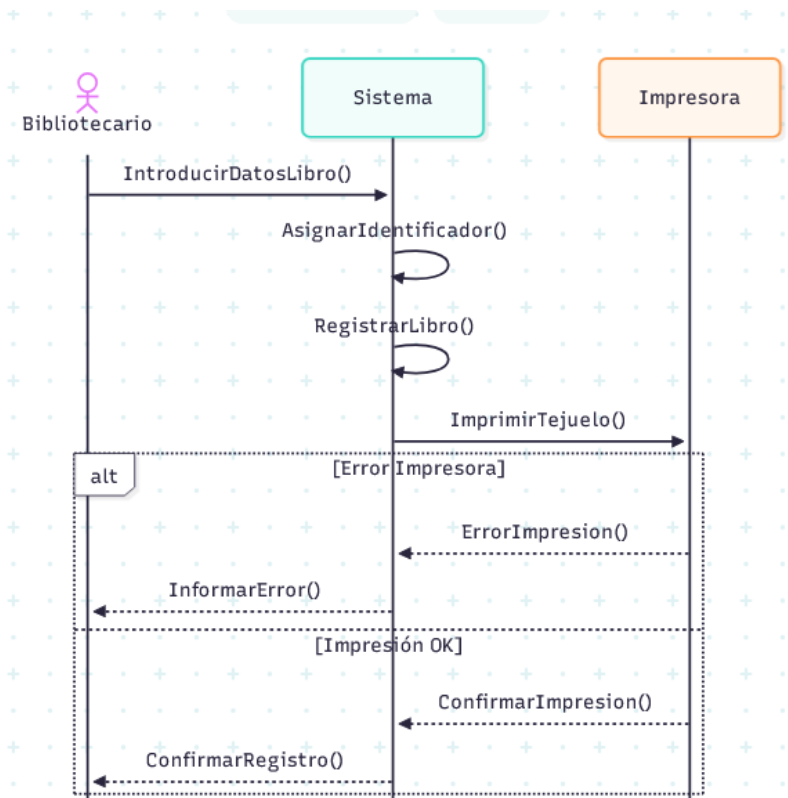 Bibliotecario
Sistema
Impresora
IntroducirDatosLibro()
AsignarIdentificador()
RegistrarLibro()
ImprimirTejuelo()
alt
[Error Impresora]
ErrorImpresion()
InformarError()
[Impresión OK]
ConfirmarImpresion()
ConfirmarRegistro()